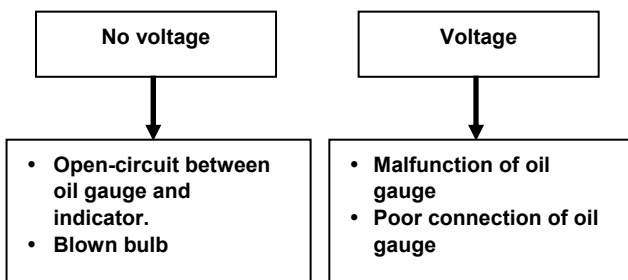 No voltage
Voltage
• Open-circuit between
oil gauge and
indicator.
• Blown bulb
• Malfunction of oil
gauge
• Poor connection of oil
gauge